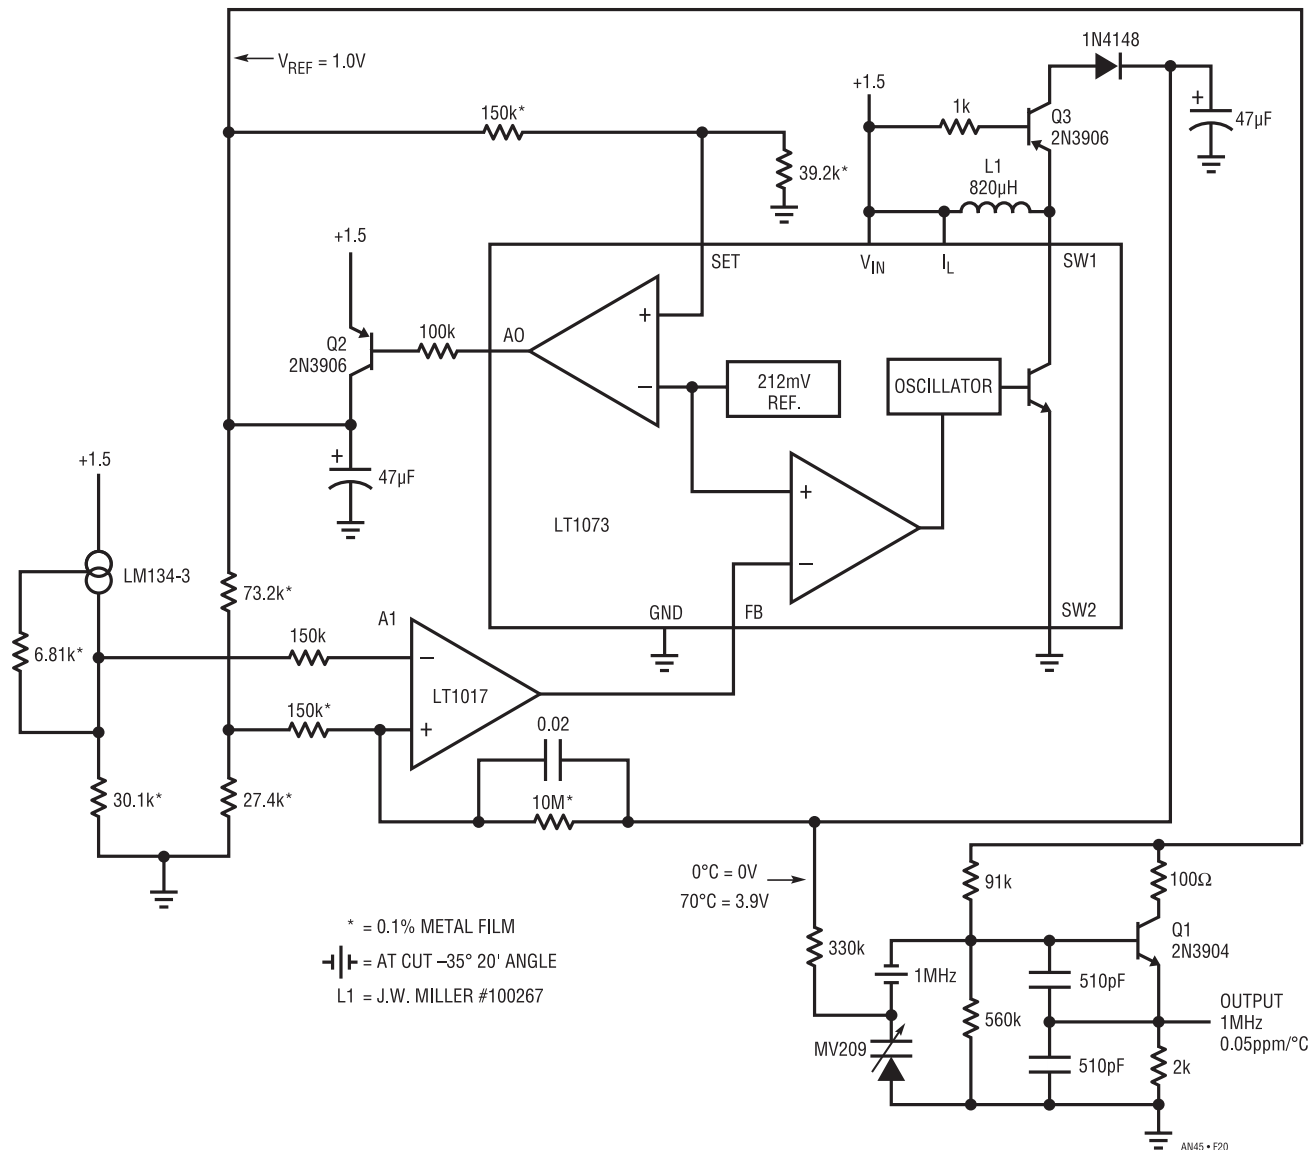 V_REF = 1.0V
1N4148
+1.5
150k*
1k
Q3
2N3906
+
47µF
39.2k*
L1
820µH
+1.5
SET
V_IN
I_L
SW1
Q2
2N3906
100k
AO
+
−
212mV
REF.
OSCILLATOR
+
47µF
+1.5
+
LT1073
−
LM134-3
73.2k*
A1
GND
FB
SW2
6.81k*
150k
−
LT1017
150k*
+
0.02
30.1k*
27.4k*
10M*
0°C = 0V
70°C = 3.9V
91k
100Ω
* = 0.1% METAL FILM
= AT CUT –35° 20' ANGLE
L1 = J.W. MILLER #100267
330k
1MHz
Q1
2N3904
510pF
560k
OUTPUT
1MHz
0.05ppm/°C
MV209
510pF
2k
AN45 • F20